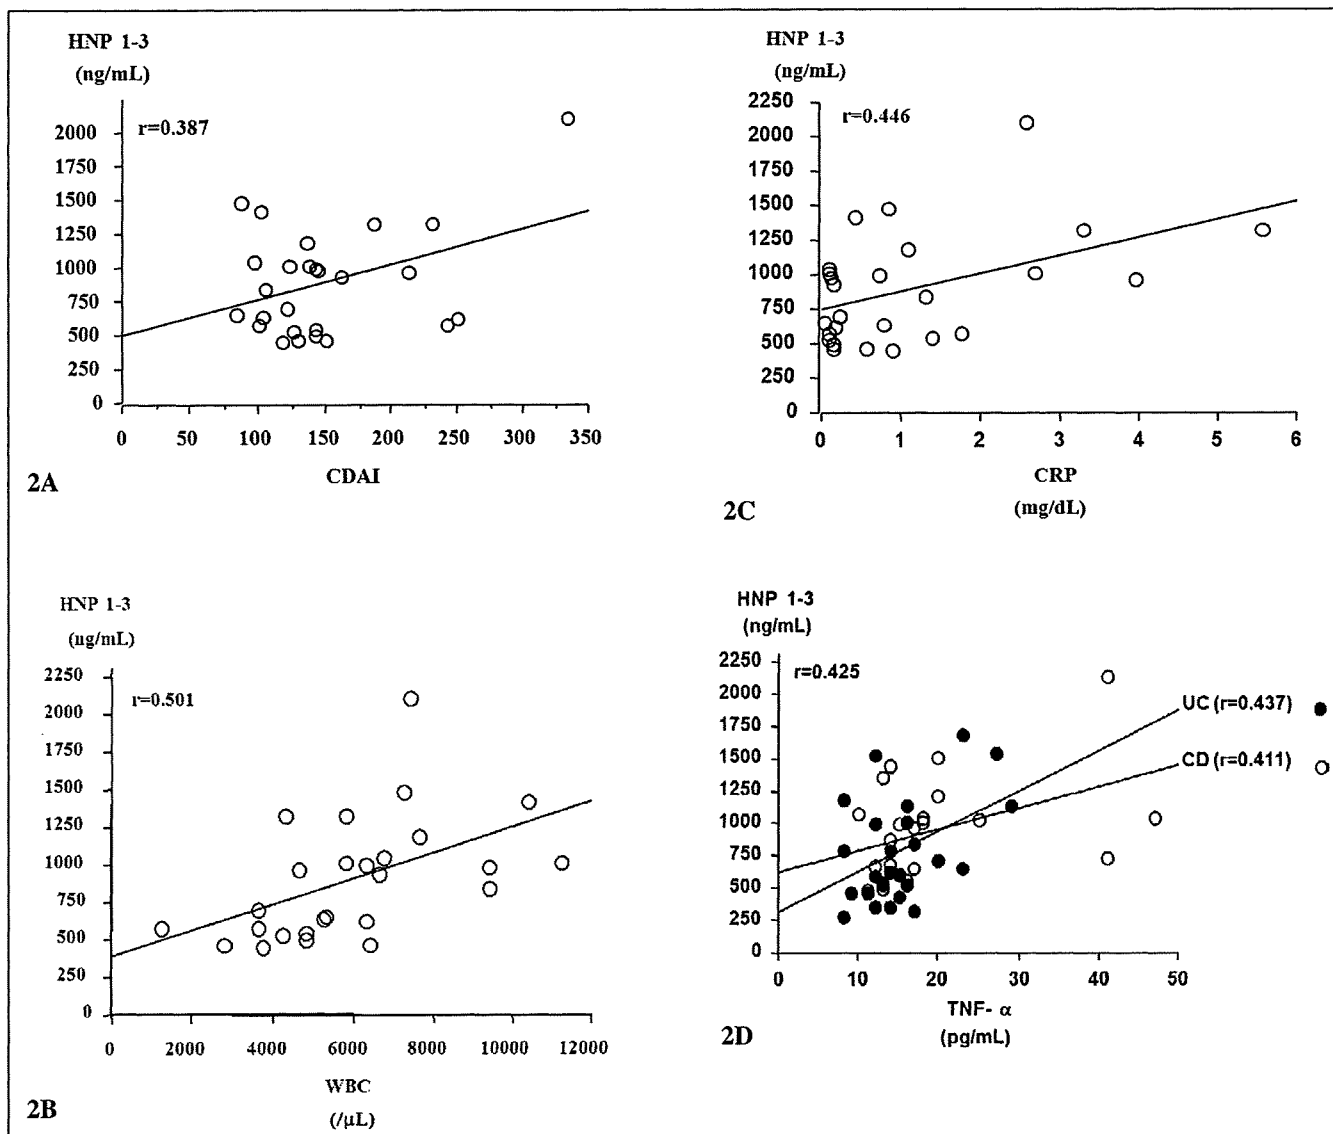 HNP 1-3
(ng/mL)
r=0.387
2000
1750
1500
1250
1000
750
500
250
0
0 50 100 150 200 250 300 350
CDAI
2A
HNP 1-3
(ng/mL)
r=0.446
2250
2000
1750
1500
1250
1000
750
500
250
0
0 1 2 3 4 5 6
CRP
(mg/dL)
2C
HNP 1-3
(ng/mL)
r=0.501
2250
2000
1750
1500
1250
1000
750
500
250
0
0 2000 4000 6000 8000 10000 12000
WBC
(/μL)
2B
HNP 1-3
(ng/mL)
r=0.425
2250
2000
1750
1500
1250
1000
750
500
250
0
UC (r=0.437)
CD (r=0.411)
0 10 20 30 40 50
TNF- α
(pg/mL)
2D